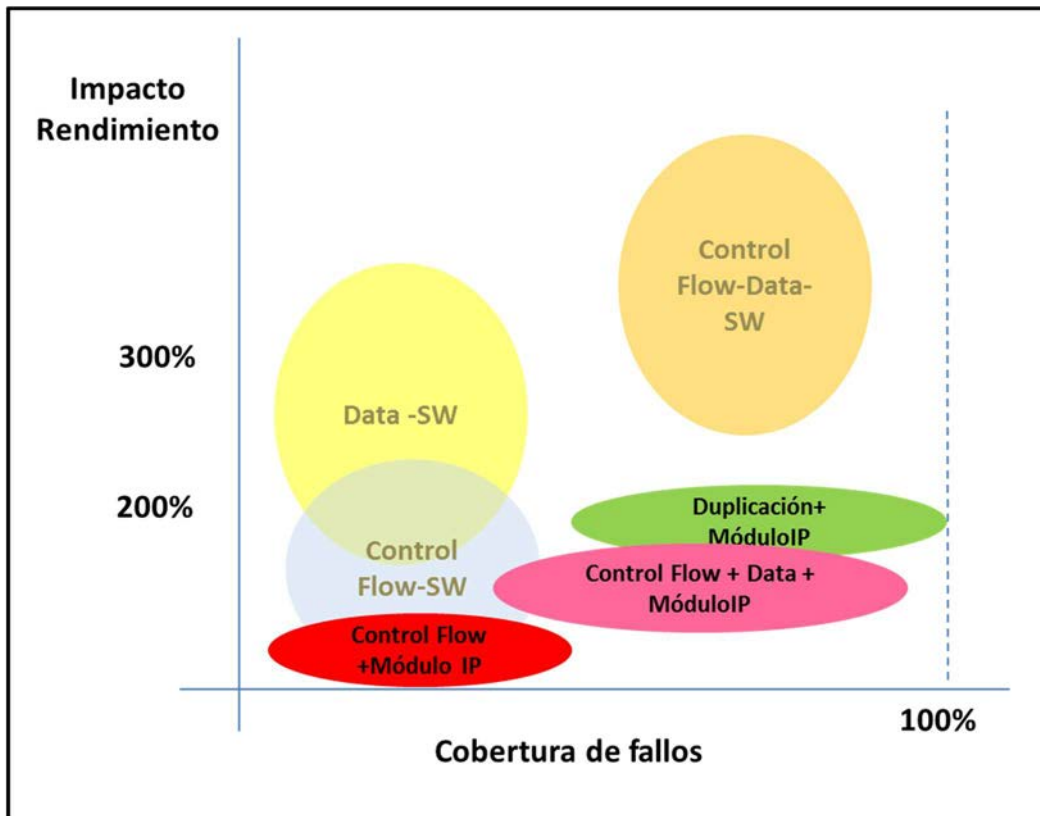 Impacto
Rendimiento
Control
Flow-Data-
SW
300%
Data -SW
200%
Duplicación+
MóduloIP
Control
Flow-SW
Control Flow + Data +
MóduloIP
Control Flow
+Módulo IP
100%
Cobertura de fallos